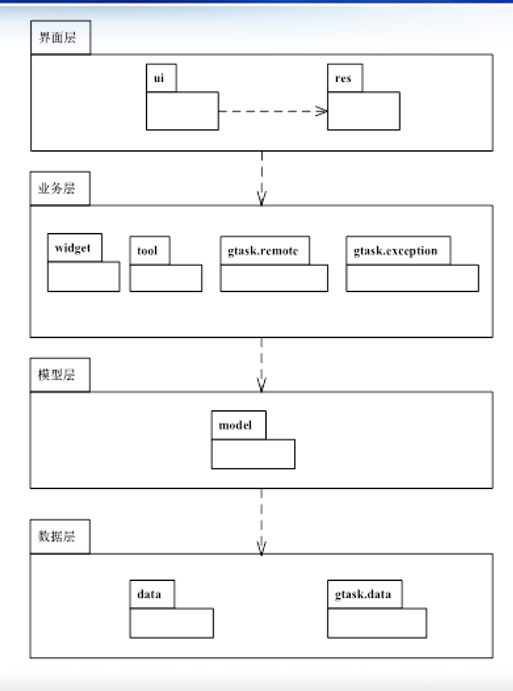 界面层
ui
res
业务层
widget
tool
gtask.remote
gtask.exception
模型层
model
数据层
data
gtask.data